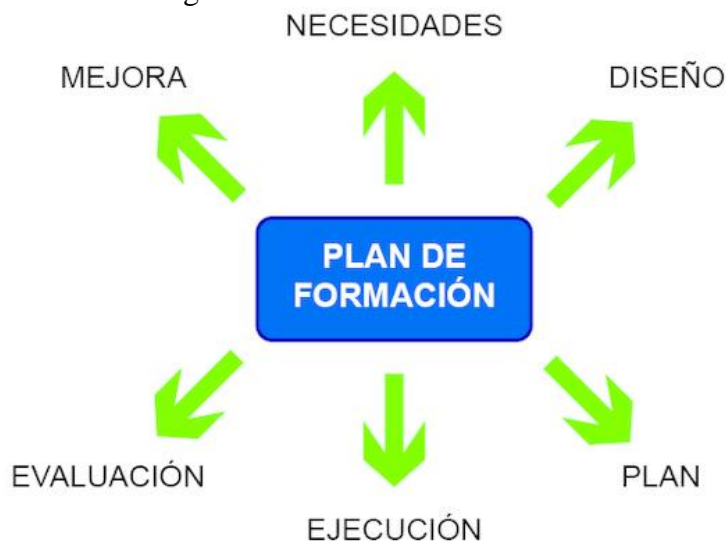 NECESIDADES
MEJORA
DISEÑO
PLAN DE
FORMACIÓN
EVALUACIÓN
PLAN
EJECUCIÓN